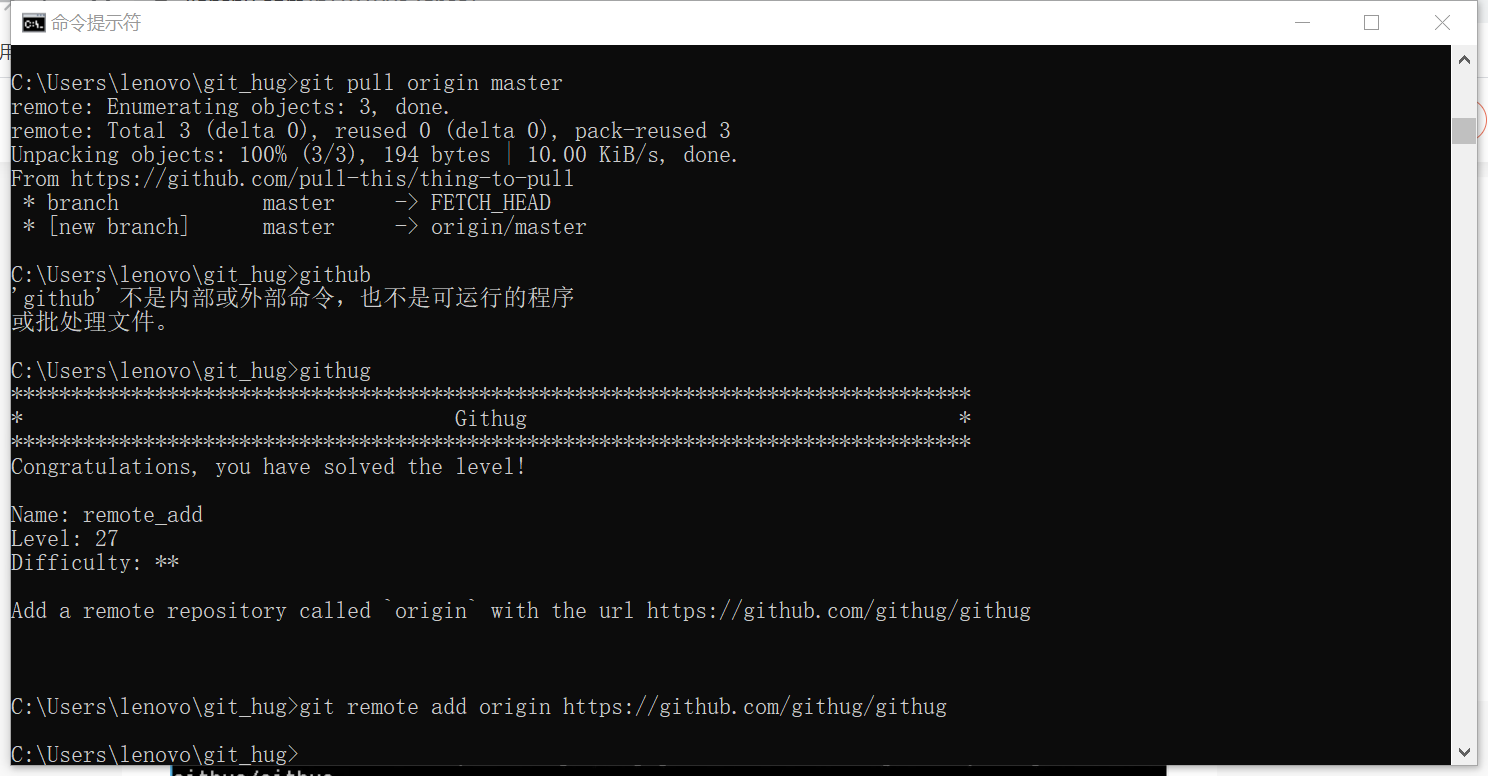 命令提示符
用
C:\Users\lenovo\git_hug>git pull origin master
remote: Enumerating objects: 3, done.
remote: Total 3 (delta 0), reused 0 (delta 0), pack-reused 3
Unpacking objects: 100% (3/3), 194 bytes | 10.00 KiB/s, done.
From https://github.com/pull-this/thing-to-pull
 * branch            master     -> FETCH_HEAD
 * [new branch]      master     -> origin/master
C:\Users\lenovo\git_hug>github
'github' 不是内部或外部命令，也不是可运行的程序
或批处理文件。
C:\Users\lenovo\git_hug>githug
********************************************************************************
*                                    Githug                                    *
********************************************************************************
Congratulations, you have solved the level!
Name: remote_add
Level: 27
Difficulty: **
Add a remote repository called `origin` with the url https://github.com/githug/githug
C:\Users\lenovo\git_hug>git remote add origin https://github.com/githug/githug
C:\Users\lenovo\git_hug>